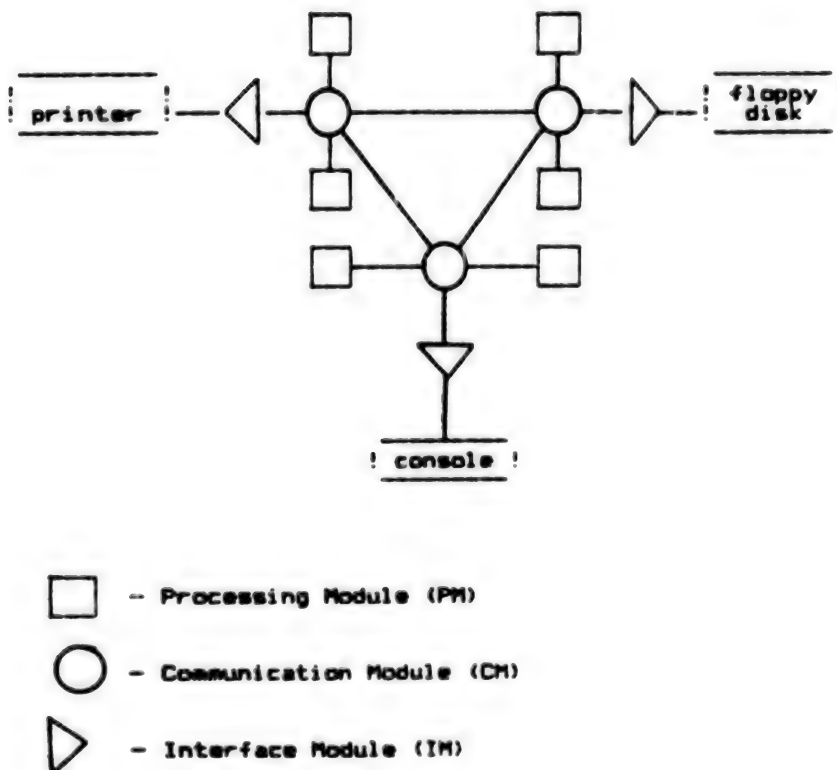 ! printer !
! floppy disk
! console !
- Processing Module (PM)
- Communication Module (CM)
- Interface Module (IM)